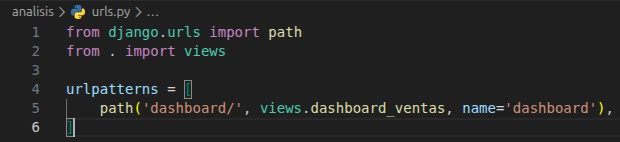 analisis > urls.py > ...
1 from django.urls import path
2 from . import views
3
4 urlpatterns = [
5     path('dashboard/', views.dashboard_ventas, name='dashboard'),
6 ]